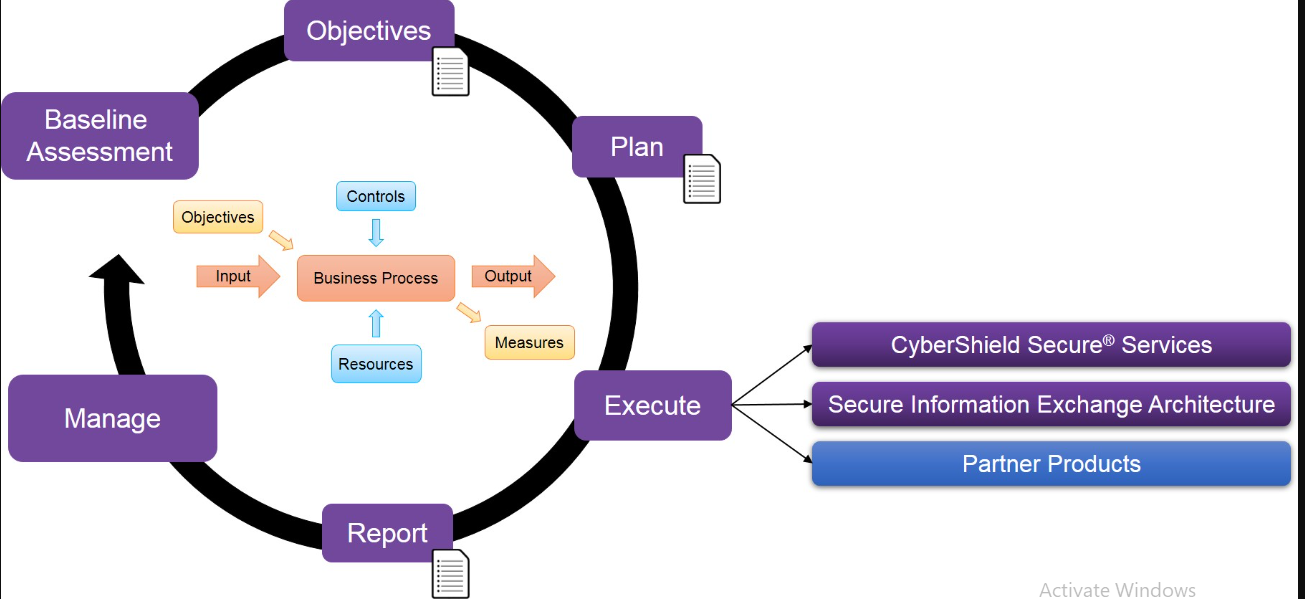 Objectives
Baseline
Assessment
Plan
Controls
Objectives
Input
Business Process
Output
Measures
Resources
CyberShield Secure® Services
Execute
Secure Information Exchange Architecture
Manage
Partner Products
Report
Activate Windows